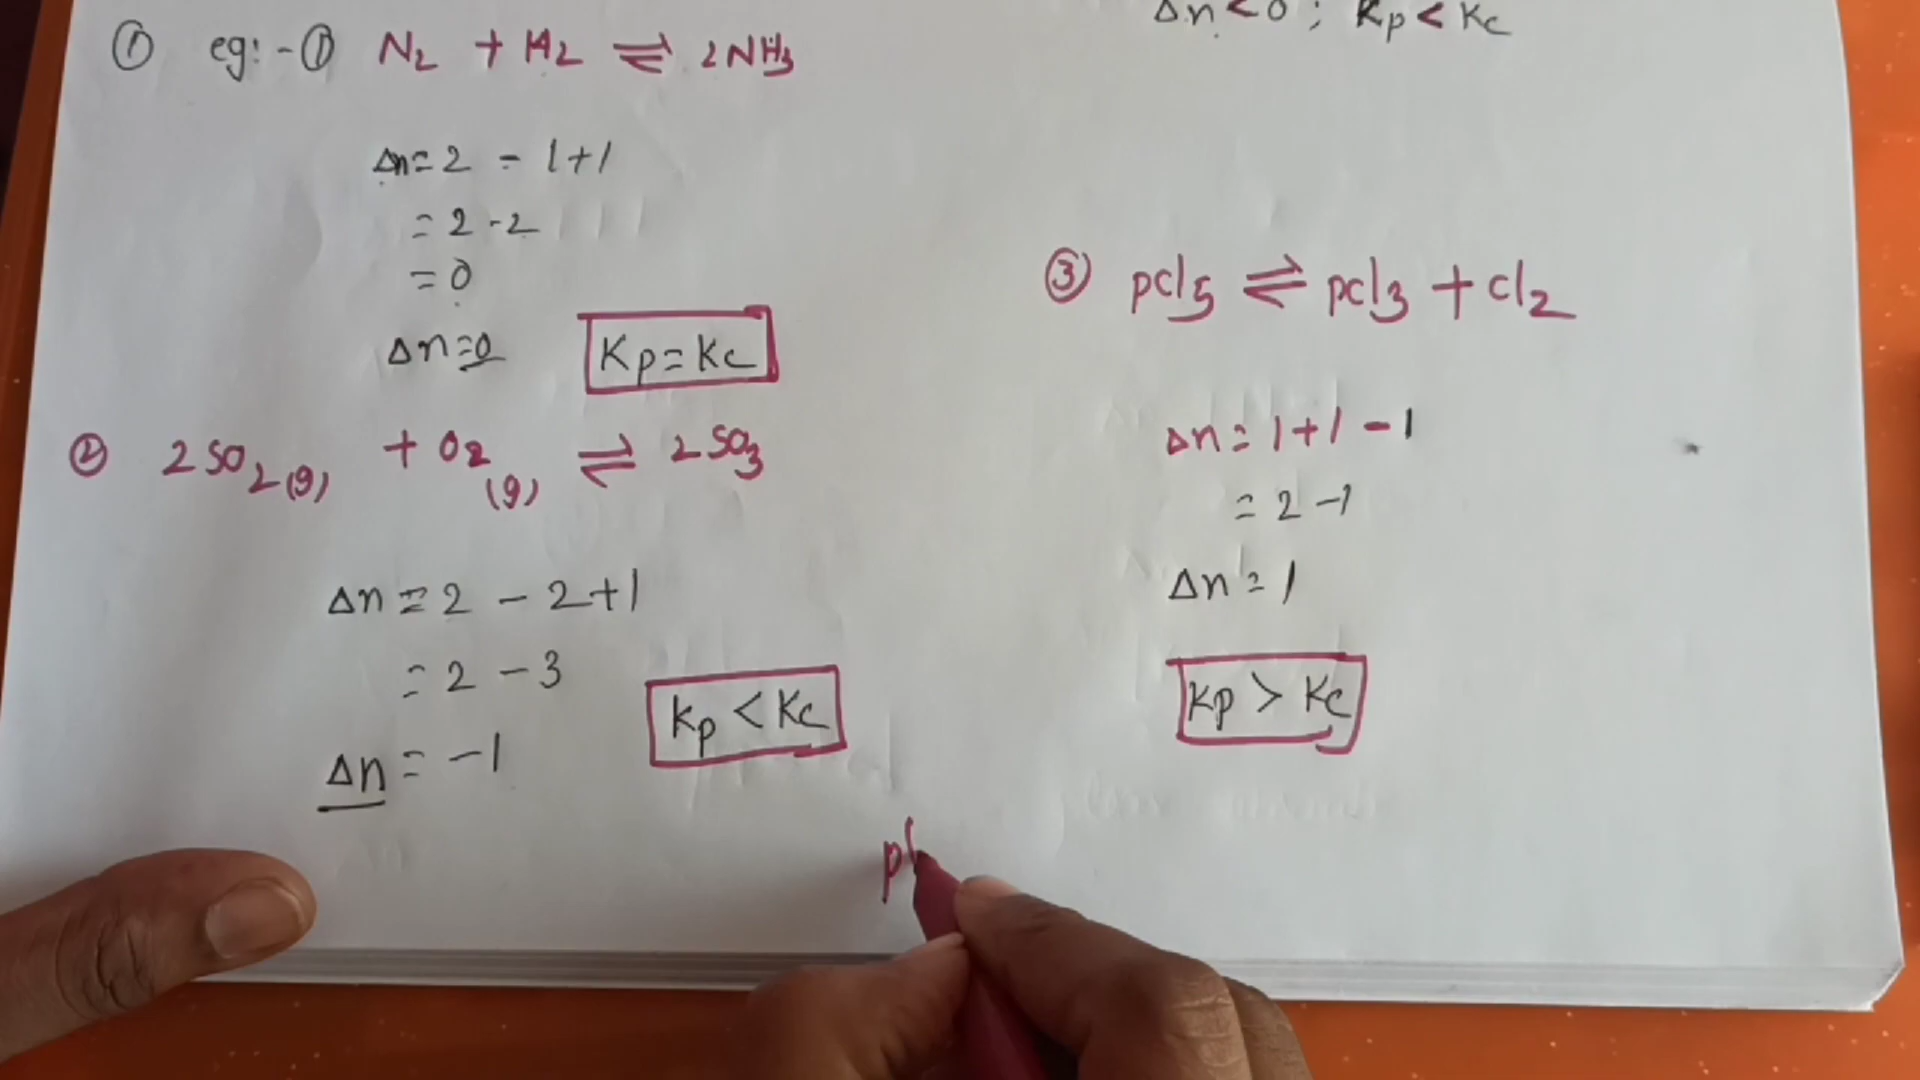 ① eg:-① N₂ + H₂ ⇌ 2NH₃
Δn = 2 - 1+1
= 2 - 2
= 0
Δn = 0
Kp = Kc
② 2SO₂(g) + O₂(g) ⇌ 2SO₃
Δn = 2 - 2+1
= 2 - 3
Δn = -1
Kp < Kc
Δn < 0 ; Kp < Kc
③ pcl₅ ⇌ pcl₃ + cl₂
Δn = 1+1 - 1
= 2 - 1
Δn = 1
Kp > Kc